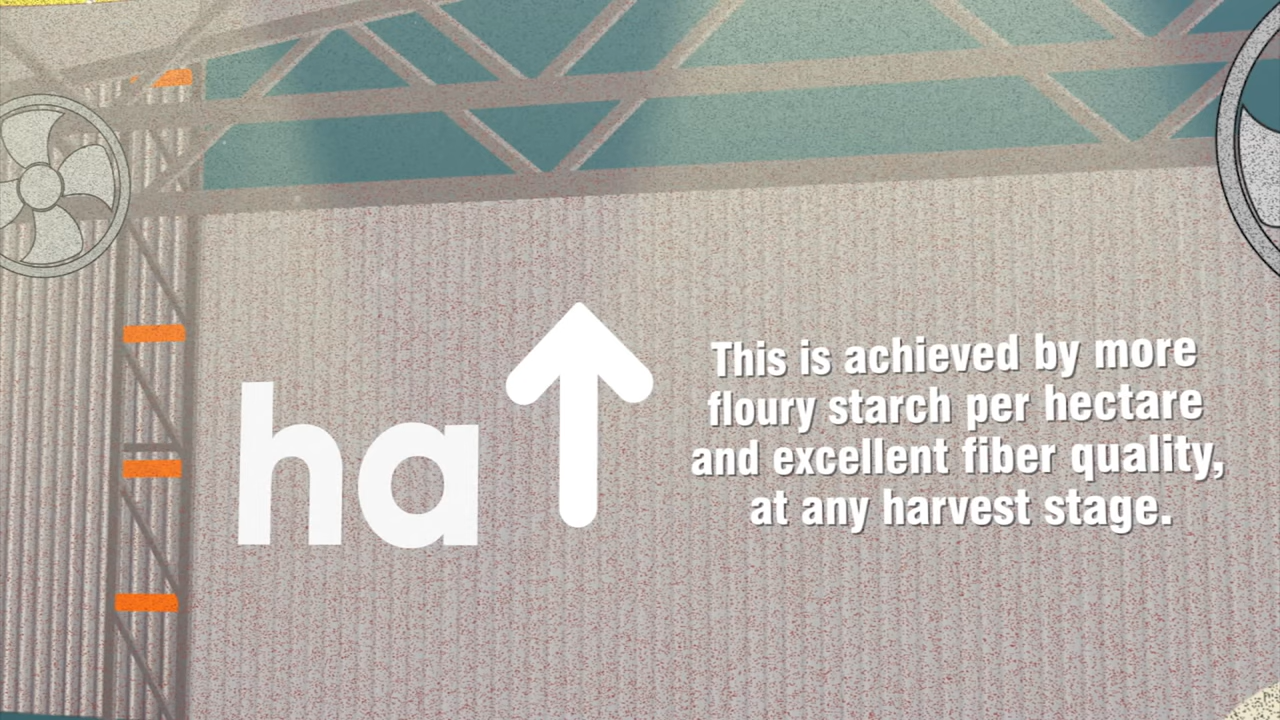 ha
This is achieved by more
floury starch per hectare
and excellent fiber quality,
at any harvest stage.